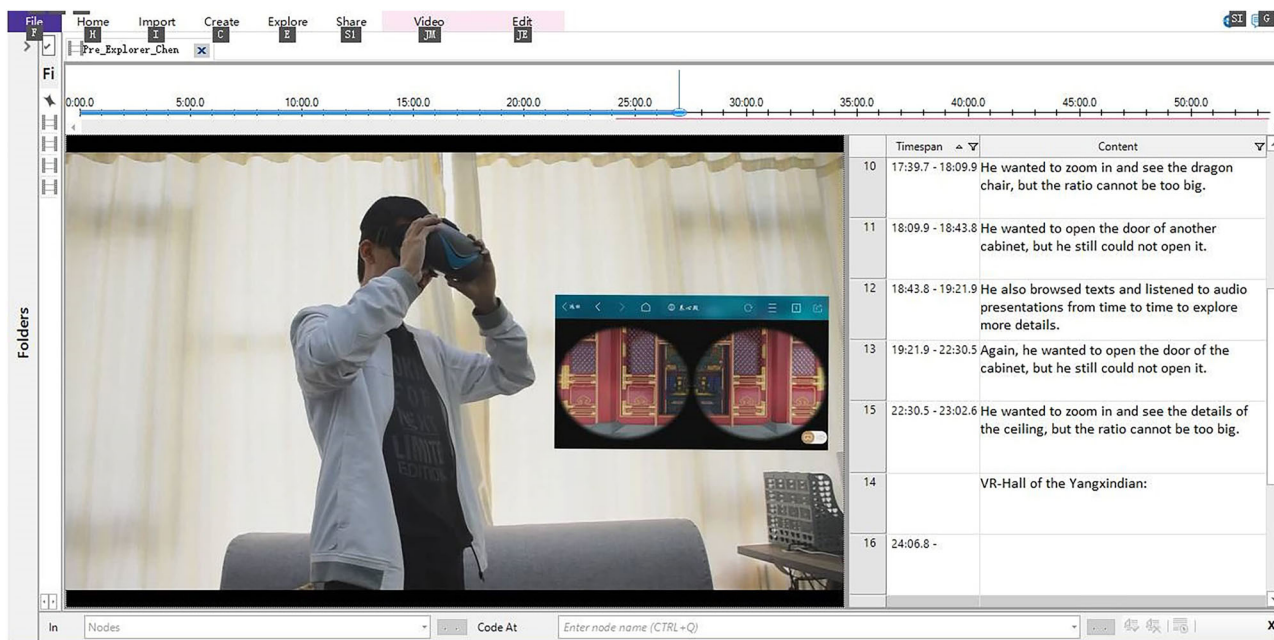 File Home Import Create Explore Share Video Edit
F H I C E S1 JM JE SI G
Pre_Explorer_Chen
Fi
0:00.0 5:00.0 10:00.0 15:00.0 20:00.0 25:00.0 30:00.0 35:00.0 40:00.0 45:00.0 50:00.0
Folders
LIMIT
EDITION
Timespan Content
10 17:39.7 - 18:09.9 He wanted to zoom in and see the dragon
chair, but the ratio cannot be too big.
11 18:09.9 - 18:43.8 He wanted to open the door of another
cabinet, but he still could not open it.
12 18:43.8 - 19:21.9 He also browsed texts and listened to audio
presentations from time to time to explore
more details.
13 19:21.9 - 22:30.5 Again, he wanted to open the door of the
cabinet, but he still could not open it.
15 22:30.5 - 23:02.6 He wanted to zoom in and see the details of
the ceiling, but the ratio cannot be too big.
14 VR-Hall of the Yangxindian:
16 24:06.8 -
In Nodes Code At Enter node name (CTRL+Q) X